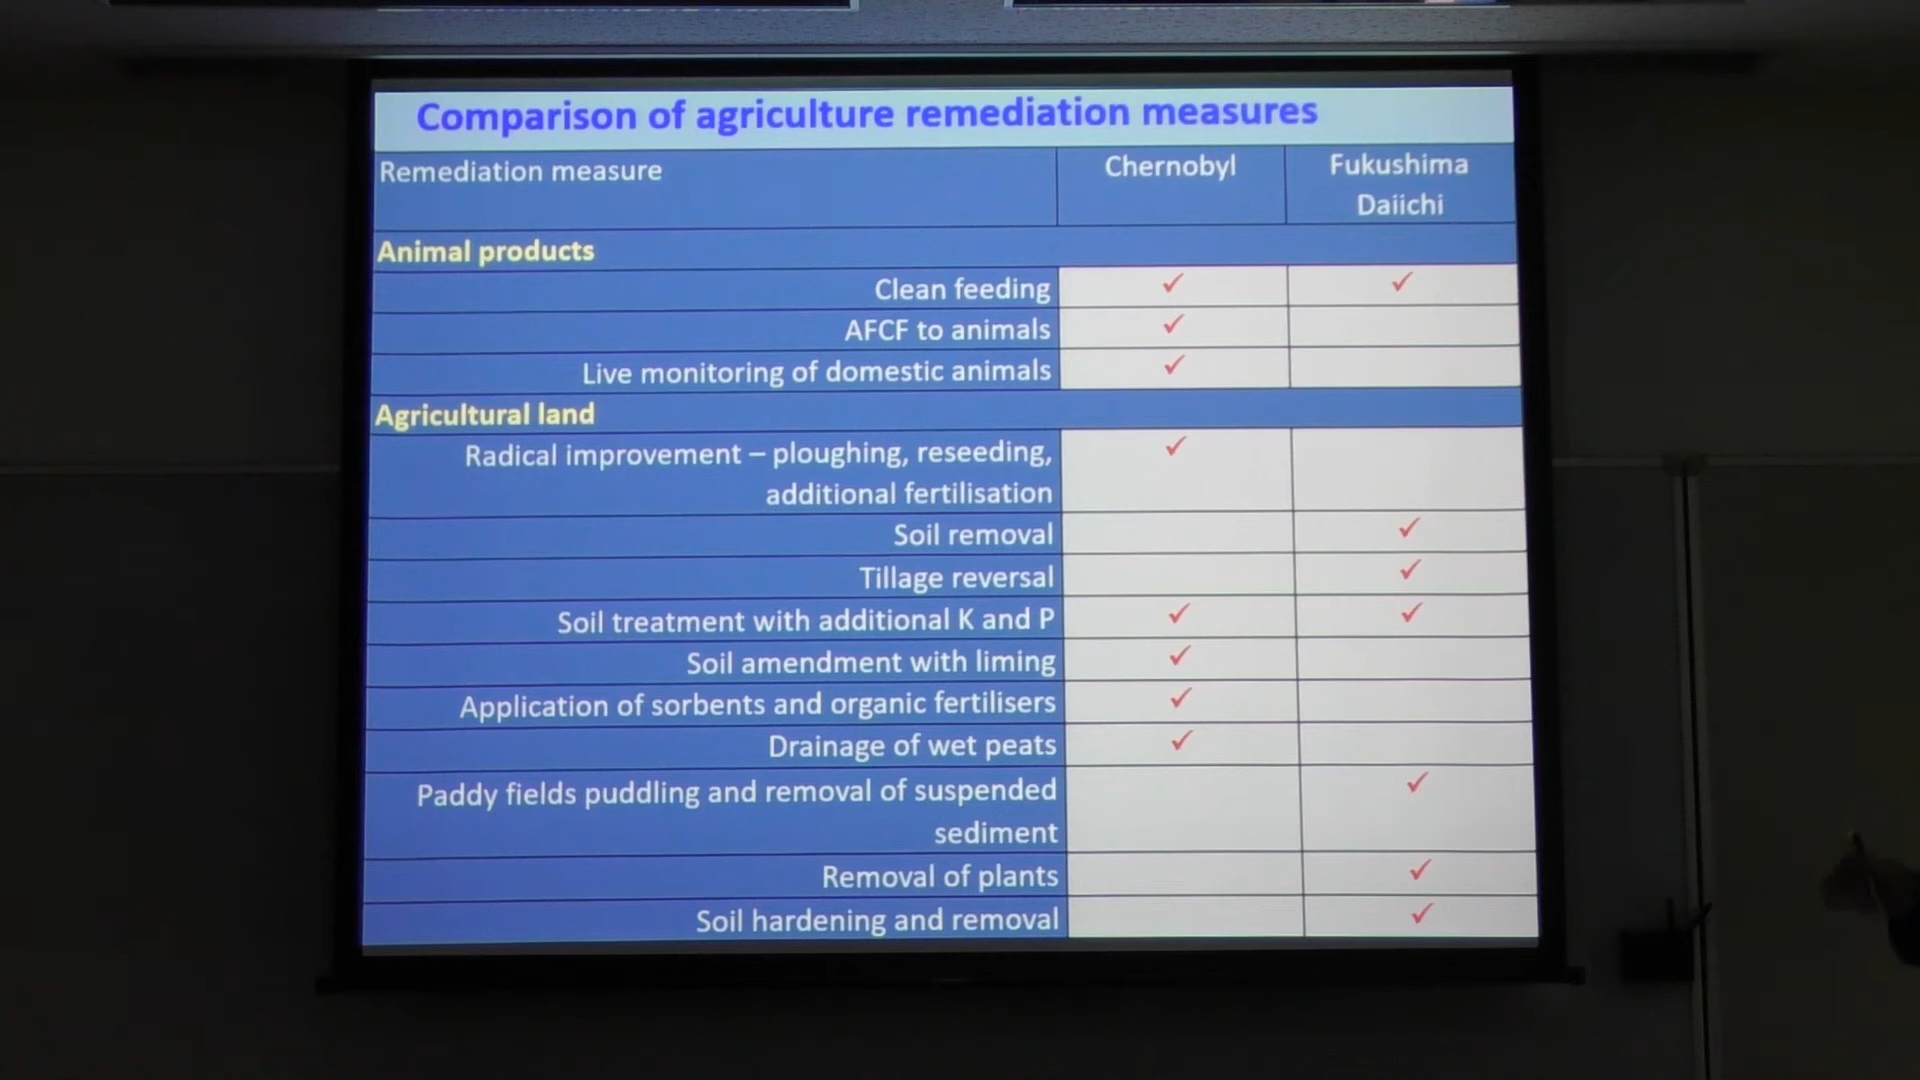 Comparison of agriculture remediation measures
Remediation measure
Chernobyl
Fukushima
Daiichi
Animal products
Clean feeding ✓ ✓
AFCF to animals ✓
Live monitoring of domestic animals ✓
Agricultural land
Radical improvement – ploughing, reseeding, ✓
additional fertilisation
Soil removal ✓
Tillage reversal ✓
Soil treatment with additional K and P ✓ ✓
Soil amendment with liming ✓
Application of sorbents and organic fertilisers ✓
Drainage of wet peats ✓
Paddy fields puddling and removal of suspended ✓
sediment
Removal of plants ✓
Soil hardening and removal ✓